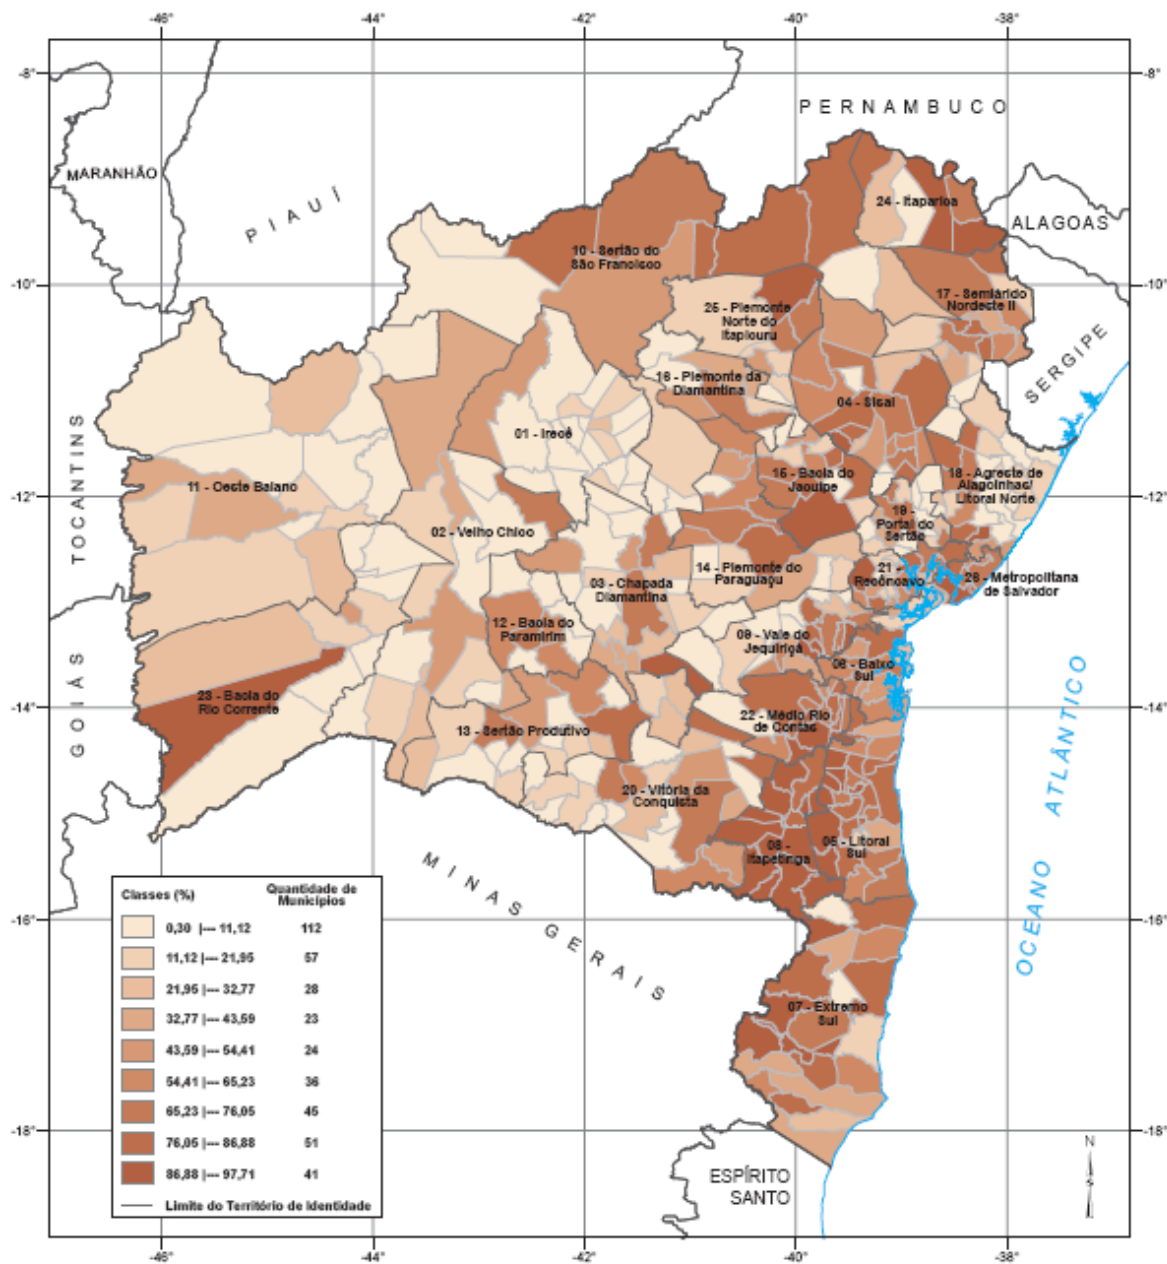 -46° -44° -42° -40° -38°
-8° -8°
PERNAMBUCO
MARANHÃO
PIAUÍ
24 - Itaparica
ALAGOAS
10 - Sertão do
São Francisco
-10° -10°
17 - Semiárido
Nordeste II
25 - Piemonte
Norte do
Itapicuru
SERGIPE
16 - Piemonte da
Diamantina
04 - Sisal
01 - Irecê
TOCANTINS
11 - Oeste Baiano
15 - Bacia do
Jacuípe
18 - Agreste de
Alagoinhas/
Litoral Norte
-12° -12°
19 -
Portal do
Sertão
02 - Velho Chico
14 - Piemonte do
Paraguaçu
21 -
Recôncavo
26 - Metropolitana
de Salvador
03 - Chapada
Diamantina
12 - Bacia do
Paramirim
09 - Vale do
Jequiriçá
06 - Baixo
Sul
GOIÁS
23 - Bacia do
Rio Corrente
-14° -14°
22 - Médio Rio
de Contas
13 - Sertão Produtivo
OCEANO ATLÂNTICO
20 - Vitória da
Conquista
08 -
Itapetinga
05 - Litoral
Sul
MINAS GERAIS
-16° -16°
07 - Extremo
Sul
-18° -18°
ESPÍRITO
SANTO
N
S
Classes (%) Quantidade de
Municípios
0,30 |--- 11,12 112
11,12 |--- 21,95 57
21,95 |--- 32,77 28
32,77 |--- 43,59 23
43,59 |--- 54,41 24
54,41 |--- 65,23 36
65,23 |--- 76,05 45
76,05 |--- 86,88 51
86,88 |--- 97,71 41
Limite do Território de Identidade
-46° -44° -42° -40° -38°